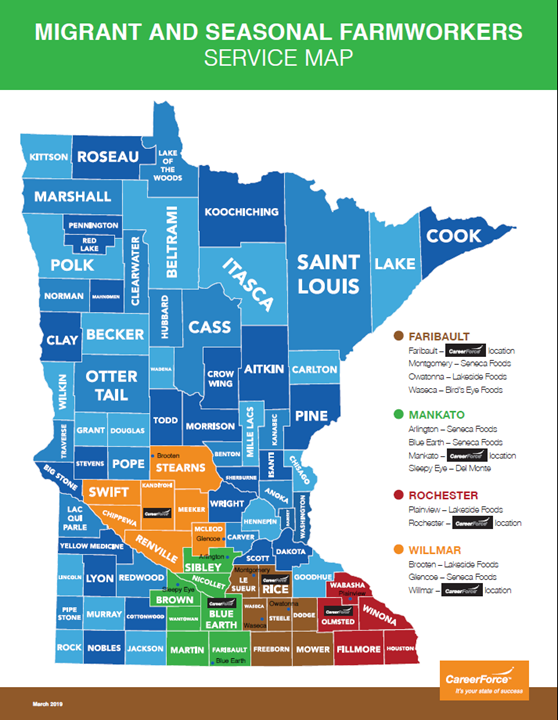 MIGRANT AND SEASONAL FARMWORKERS
SERVICE MAP
KITTSON
ROSEAU
LAKE
OF THE
WOODS
MARSHALL
KOOCHICHING
PENNINGTON
RED
LAKE
BELTRAMI
COOK
POLK
CLEARWATER
ITASCA
SAINT
LOUIS
LAKE
NORMAN
MAHNOMEN
HUBBARD
CASS
CLAY
BECKER
WADENA
CROW
WING
AITKIN
CARLTON
WILKIN
OTTER
TAIL
TODD
MORRISON
MILLE LACS
KANABEC
PINE
GRANT
DOUGLAS
TRAVERSE
Brooten
STEARNS
BENTON
ISANTI
CHISAGO
BIG STONE
STEVENS
POPE
SHERBURNE
SWIFT
KANDIYOHI
MEEKER
WRIGHT
ANOKA
WASHINGTON
LAC
QUI
PARLE
CHIPPEWA
CareerForce
HENNEPIN
RAMSEY
MCLEOD
Glencoe
CARVER
YELLOW MEDICINE
RENVILLE
Arlington
SIBLEY
SCOTT
DAKOTA
LINCOLN
LYON
REDWOOD
NICOLLET
Montgomery
LE
SUEUR
CareerForce
RICE
GOODHUE
WABASHA
Plainview
Sleepy Eye
BROWN
PIPE
STONE
MURRAY
COTTONWOOD
WANTONWAN
CareerForce
BLUE
EARTH
WASECA
Waseca
Owatonna
STEELE
DODGE
CareerForce
OLMSTED
WINONA
ROCK
NOBLES
JACKSON
MARTIN
FARIBAULT
Blue Earth
FREEBORN
MOWER
FILLMORE
HOUSTON
FARIBAULT
Faribault – CareerForce location
Montgomery – Seneca Foods
Owatonna – Lakeside Foods
Waseca – Bird's Eye Foods
MANKATO
Arlington – Seneca Foods
Blue Earth – Seneca Foods
Mankato – CareerForce location
Sleepy Eye – Del Monte
ROCHESTER
Plainview – Lakeside Foods
Rochester – CareerForce location
WILLMAR
Brooten – Lakeside Foods
Glencoe – Seneca Foods
Willmar – CareerForce location
CareerForce
It's your state of success
March 2019